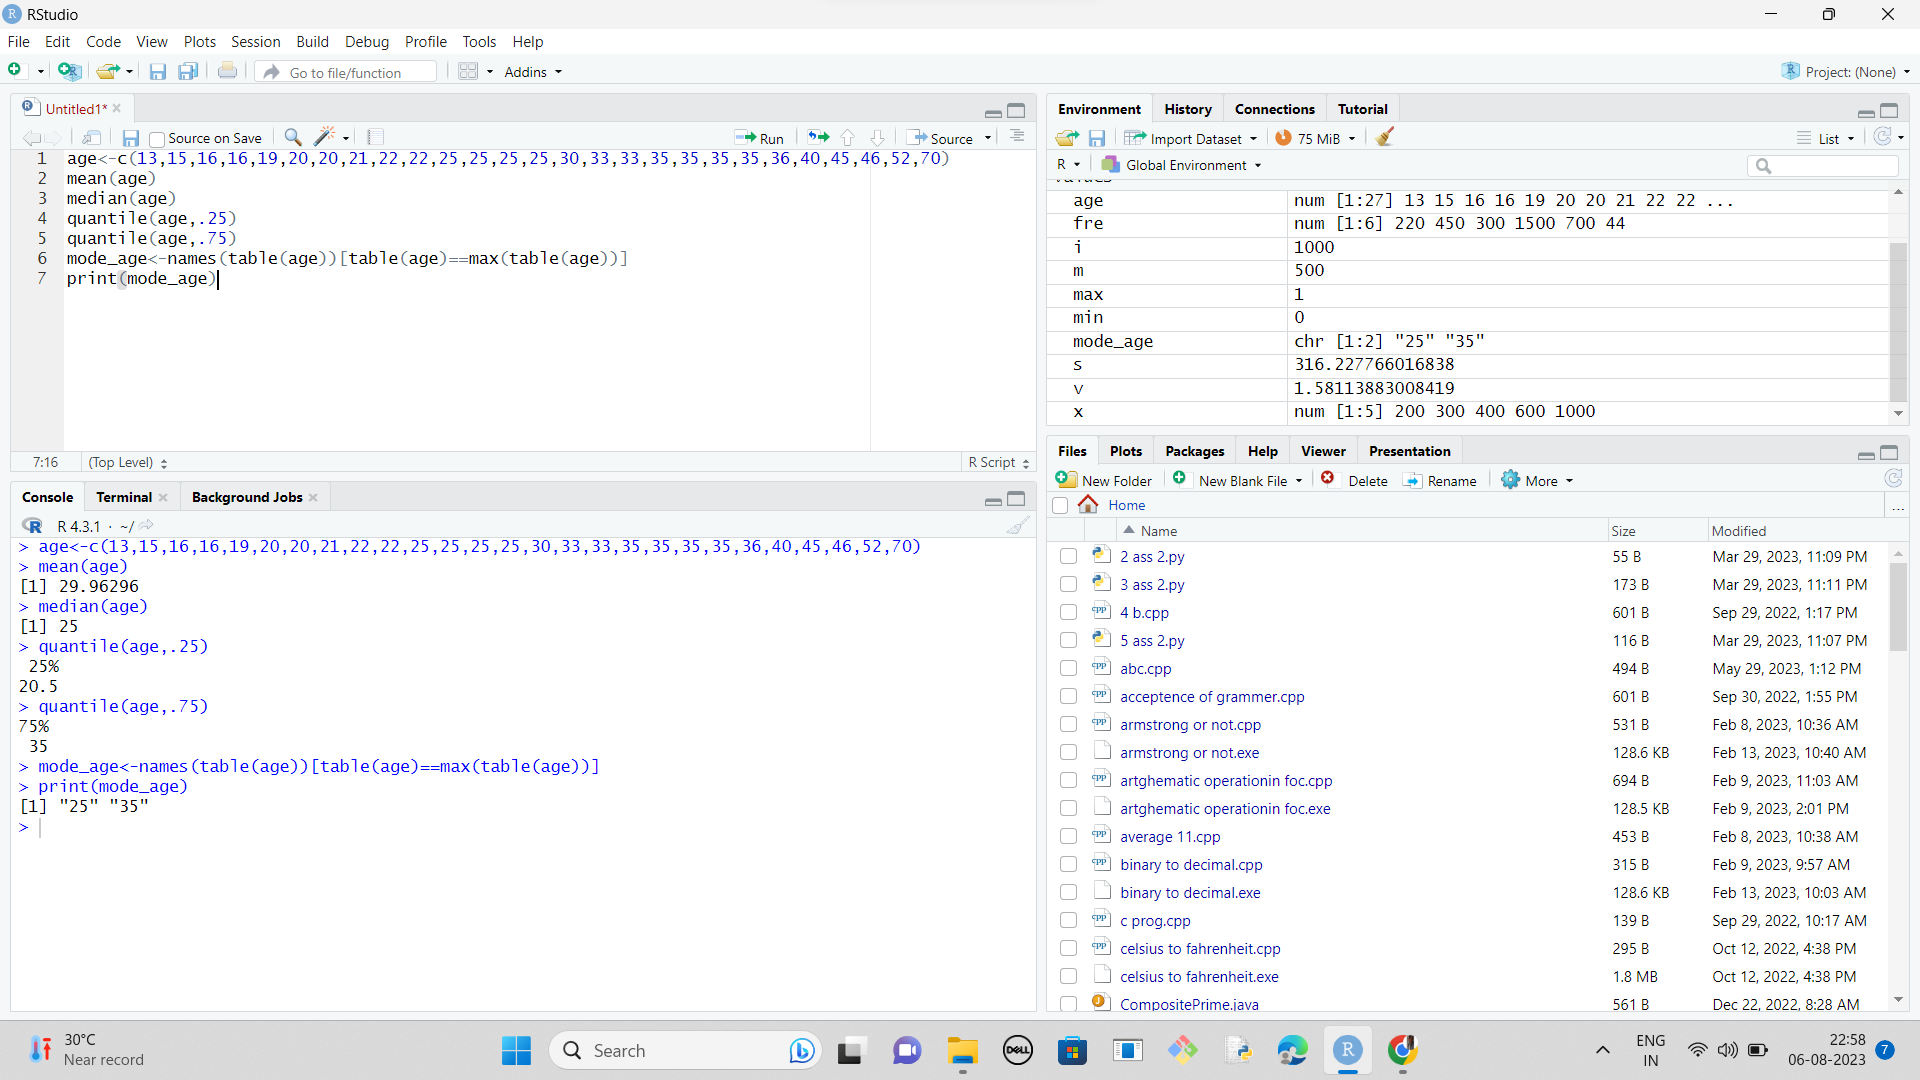 RStudio
File Edit Code View Plots Session Build Debug Profile Tools Help
Go to file/function Addins Project: (None)
Untitled1*
Source on Save Run Source
1 age<-c(13,15,16,16,19,20,20,21,22,22,25,25,25,25,30,33,33,35,35,35,35,36,40,45,46,52,70)
2 mean(age)
3 median(age)
4 quantile(age,.25)
5 quantile(age,.75)
6 mode_age<-names(table(age))[table(age)==max(table(age))]
7 print(mode_age)
7:16 (Top Level) R Script
Console Terminal Background Jobs
R 4.3.1 · ~/
> age<-c(13,15,16,16,19,20,20,21,22,22,25,25,25,25,30,33,33,35,35,35,35,36,40,45,46,52,70)
> mean(age)
[1] 29.96296
> median(age)
[1] 25
> quantile(age,.25)
25%
20.5
> quantile(age,.75)
75%
35
> mode_age<-names(table(age))[table(age)==max(table(age))]
> print(mode_age)
[1] "25" "35"
>
Environment History Connections Tutorial
Import Dataset 75 MiB List
R Global Environment
age num [1:27] 13 15 16 16 19 20 20 21 22 22 ...
fre num [1:6] 220 450 300 1500 700 44
i 1000
m 500
max 1
min 0
mode_age chr [1:2] "25" "35"
s 316.227766016838
v 1.58113883008419
x num [1:5] 200 300 400 600 1000
Files Plots Packages Help Viewer Presentation
New Folder New Blank File Delete Rename More
Home ...
Name Size Modified
2 ass 2.py 55 B Mar 29, 2023, 11:09 PM
3 ass 2.py 173 B Mar 29, 2023, 11:11 PM
4 b.cpp 601 B Sep 29, 2022, 1:17 PM
5 ass 2.py 116 B Mar 29, 2023, 11:07 PM
abc.cpp 494 B May 29, 2023, 1:12 PM
acceptence of grammer.cpp 601 B Sep 30, 2022, 1:55 PM
armstrong or not.cpp 531 B Feb 8, 2023, 10:36 AM
armstrong or not.exe 128.6 KB Feb 13, 2023, 10:40 AM
artghematic operationin foc.cpp 694 B Feb 9, 2023, 11:03 AM
artghematic operationin foc.exe 128.5 KB Feb 9, 2023, 2:01 PM
average 11.cpp 453 B Feb 8, 2023, 10:38 AM
binary to decimal.cpp 315 B Feb 9, 2023, 9:57 AM
binary to decimal.exe 128.6 KB Feb 13, 2023, 10:03 AM
c prog.cpp 139 B Sep 29, 2022, 10:17 AM
celsius to fahrenheit.cpp 295 B Oct 12, 2022, 4:38 PM
celsius to fahrenheit.exe 1.8 MB Oct 12, 2022, 4:38 PM
CompositePrime.java 561 B Dec 22, 2022, 8:28 AM
30°C
Near record
Search
DELL
ENG
IN
22:58
06-08-2023
7